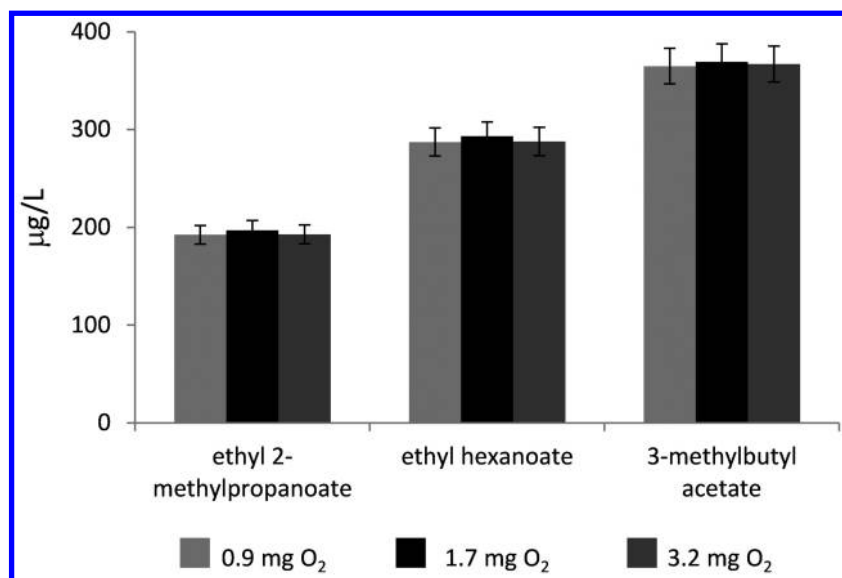 400
300
200
100
0
µg/L
ethyl 2-
methylpropanoate
ethyl hexanoate
3-methylbutyl
acetate
0.9 mg O₂
1.7 mg O₂
3.2 mg O₂